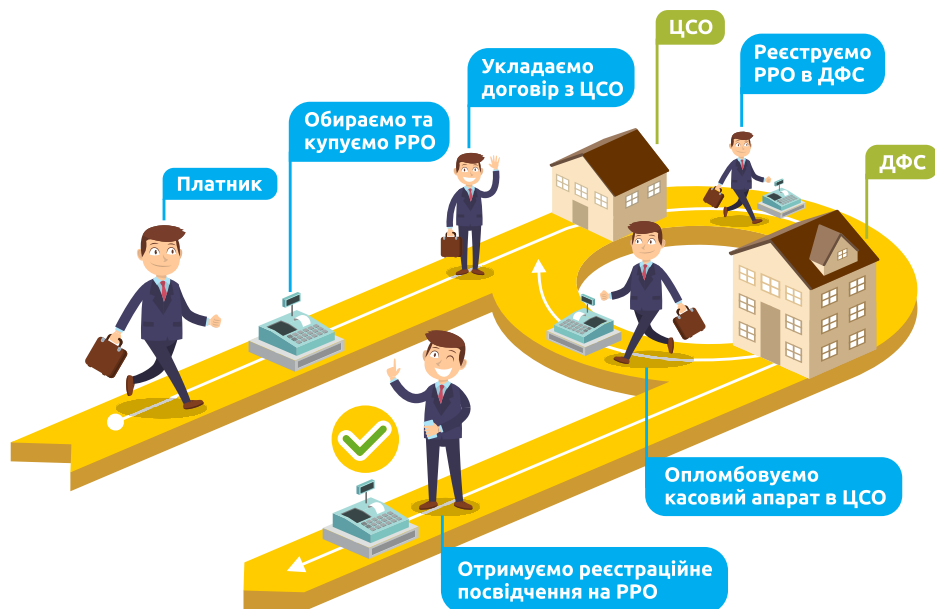 Платник
Обираємо та
купуємо РРО
Укладаємо
договір з ЦСО
ЦСО
Реєструємо
РРО в ДФС
ДФС
Опломбовуємо
касовий апарат в ЦСО
Отримуємо реєстраційне
посвідчення на РРО